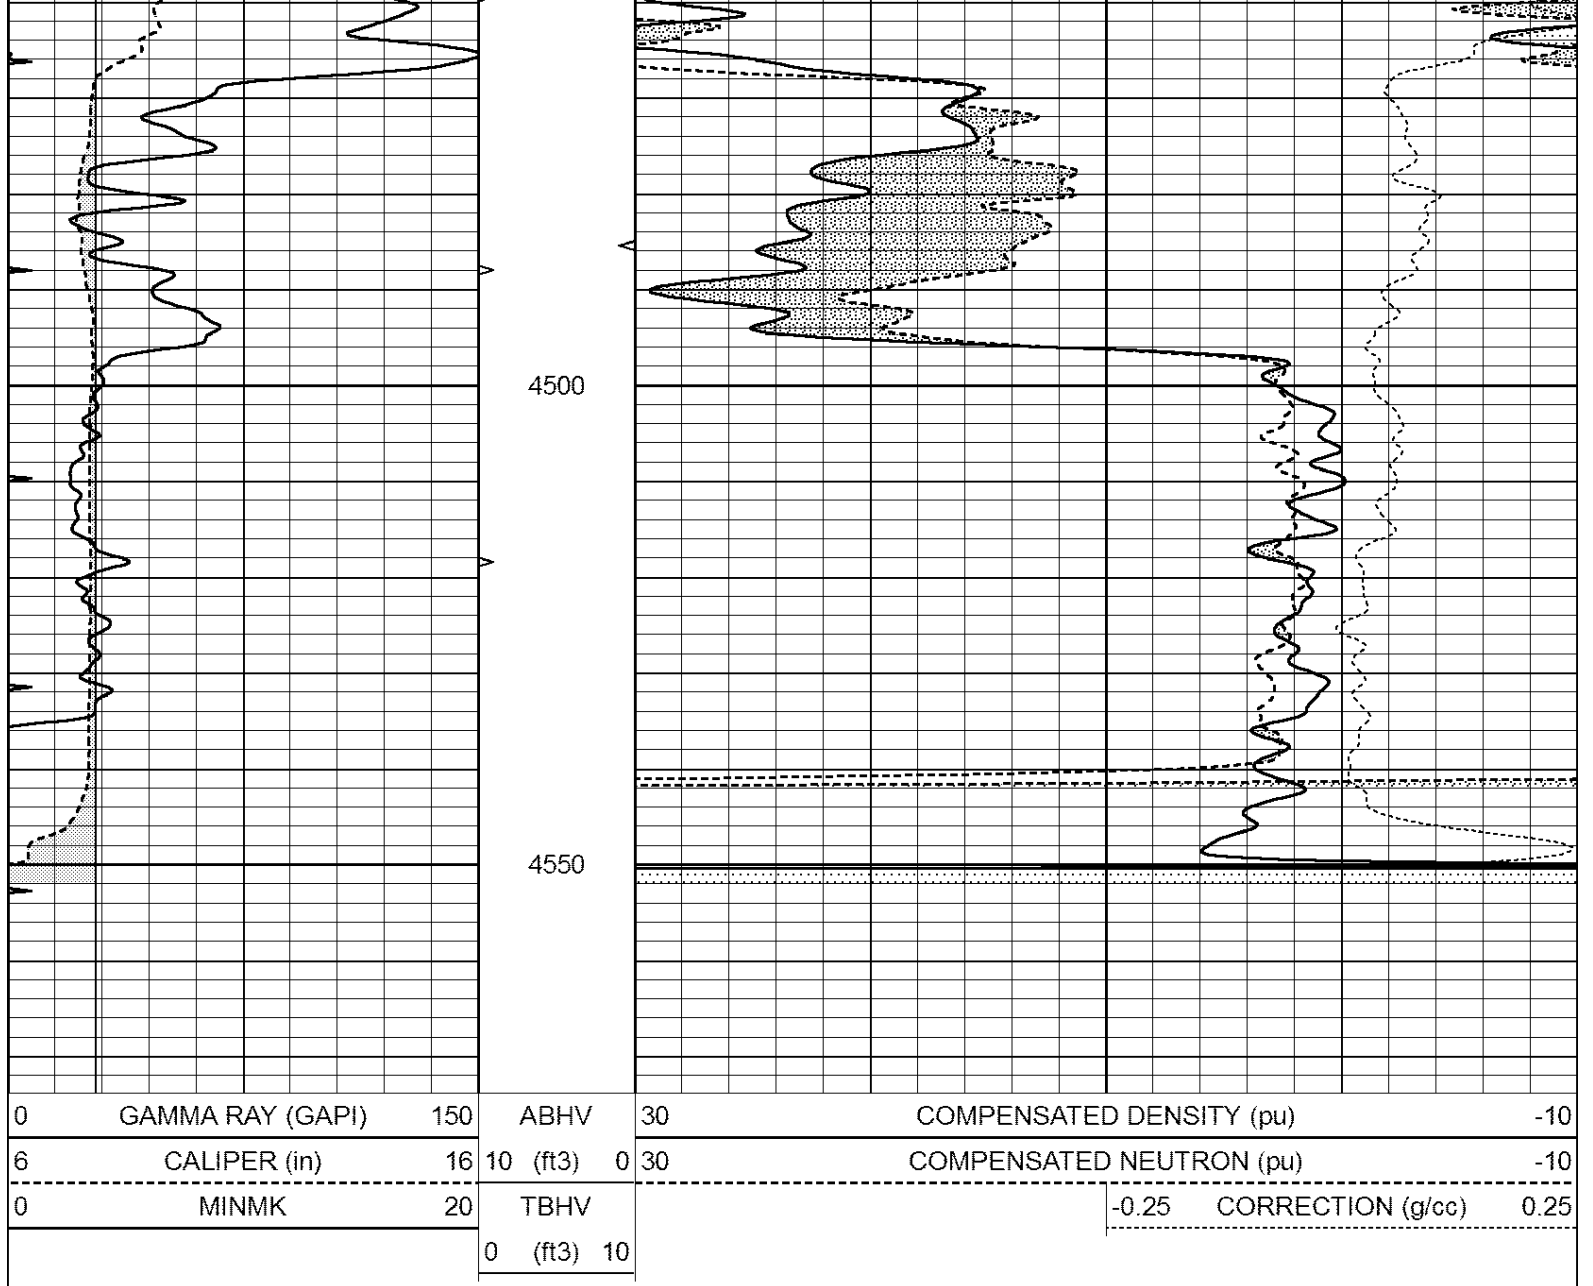 4500
4550
0 GAMMA RAY (GAPI) 150 ABHV 30 COMPENSATED DENSITY (pu) -10
6 CALIPER (in) 16 10 (ft3) 0 30 COMPENSATED NEUTRON (pu) -10
0 MINMK 20 TBHV -0.25 CORRECTION (g/cc) 0.25
0 (ft3) 10